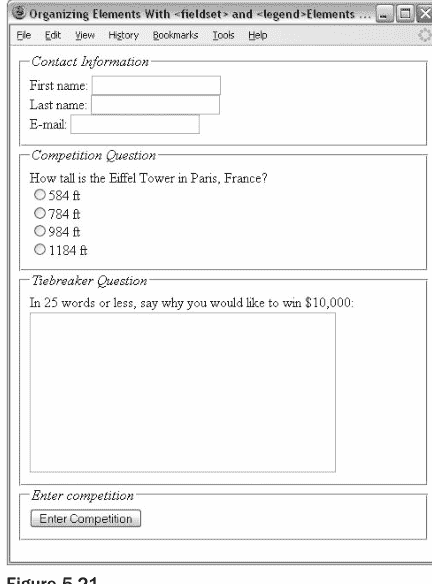 Organizing Elements With <fieldset> and <legend>Elements ...
File Edit View History Bookmarks Tools Help
Contact Information
First name:
Last name:
E-mail:
Competition Question
How tall is the Eiffel Tower in Paris, France?
584 ft
784 ft
984 ft
1184 ft
Tiebreaker Question
In 25 words or less, say why you would like to win $10,000:
Enter competition
Enter Competition
Figure 5-21